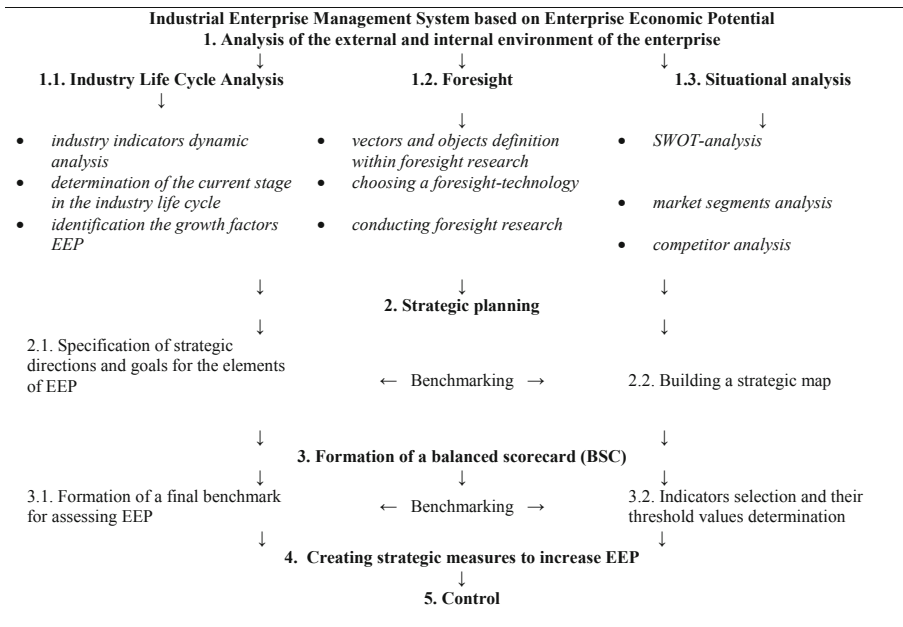 Industrial Enterprise Management System based on Enterprise Economic Potential
1. Analysis of the external and internal environment of the enterprise
↓ ↓ ↓
1.1. Industry Life Cycle Analysis
↓
1.2. Foresight
1.3. Situational analysis
• industry indicators dynamic
analysis
• determination of the current stage
in the industry life cycle
• identification the growth factors
EEP
↓
• vectors and objects definition
within foresight research
• choosing a foresight-technology
• conducting foresight research
↓
• SWOT-analysis
• market segments analysis
• competitor analysis
↓ ↓ ↓
2. Strategic planning
↓ ↓
2.1. Specification of strategic
directions and goals for the elements
of EEP
← Benchmarking →
2.2. Building a strategic map
↓ ↓
3. Formation of a balanced scorecard (BSC)
↓ ↓ ↓
3.1. Formation of a final benchmark
for assessing EEP
← Benchmarking →
3.2. Indicators selection and their
threshold values determination
↓ ↓
4. Creating strategic measures to increase EEP
↓
5. Control